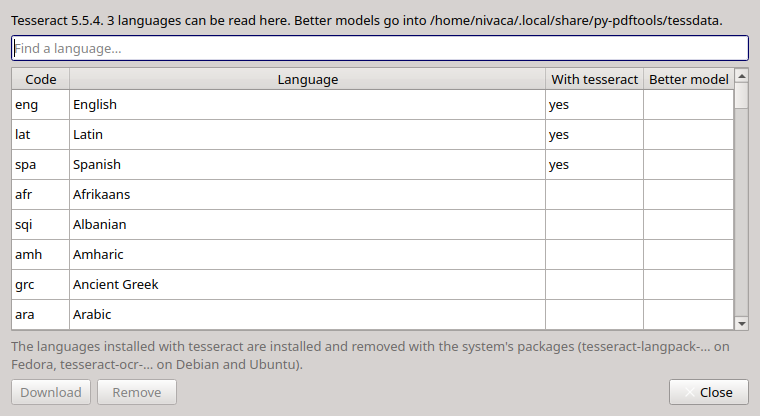 Tesseract 5.5.4. 3 languages can be read here. Better models go into /home/nivaca/.local/share/py-pdftools/tessdata.
Find a language...
Code Language With tesseract Better model
eng English yes
lat Latin yes
spa Spanish yes
afr Afrikaans
sqi Albanian
amh Amharic
grc Ancient Greek
ara Arabic
The languages installed with tesseract are installed and removed with the system's packages (tesseract-langpack-... on
Fedora, tesseract-ocr-... on Debian and Ubuntu).
Download Remove Close